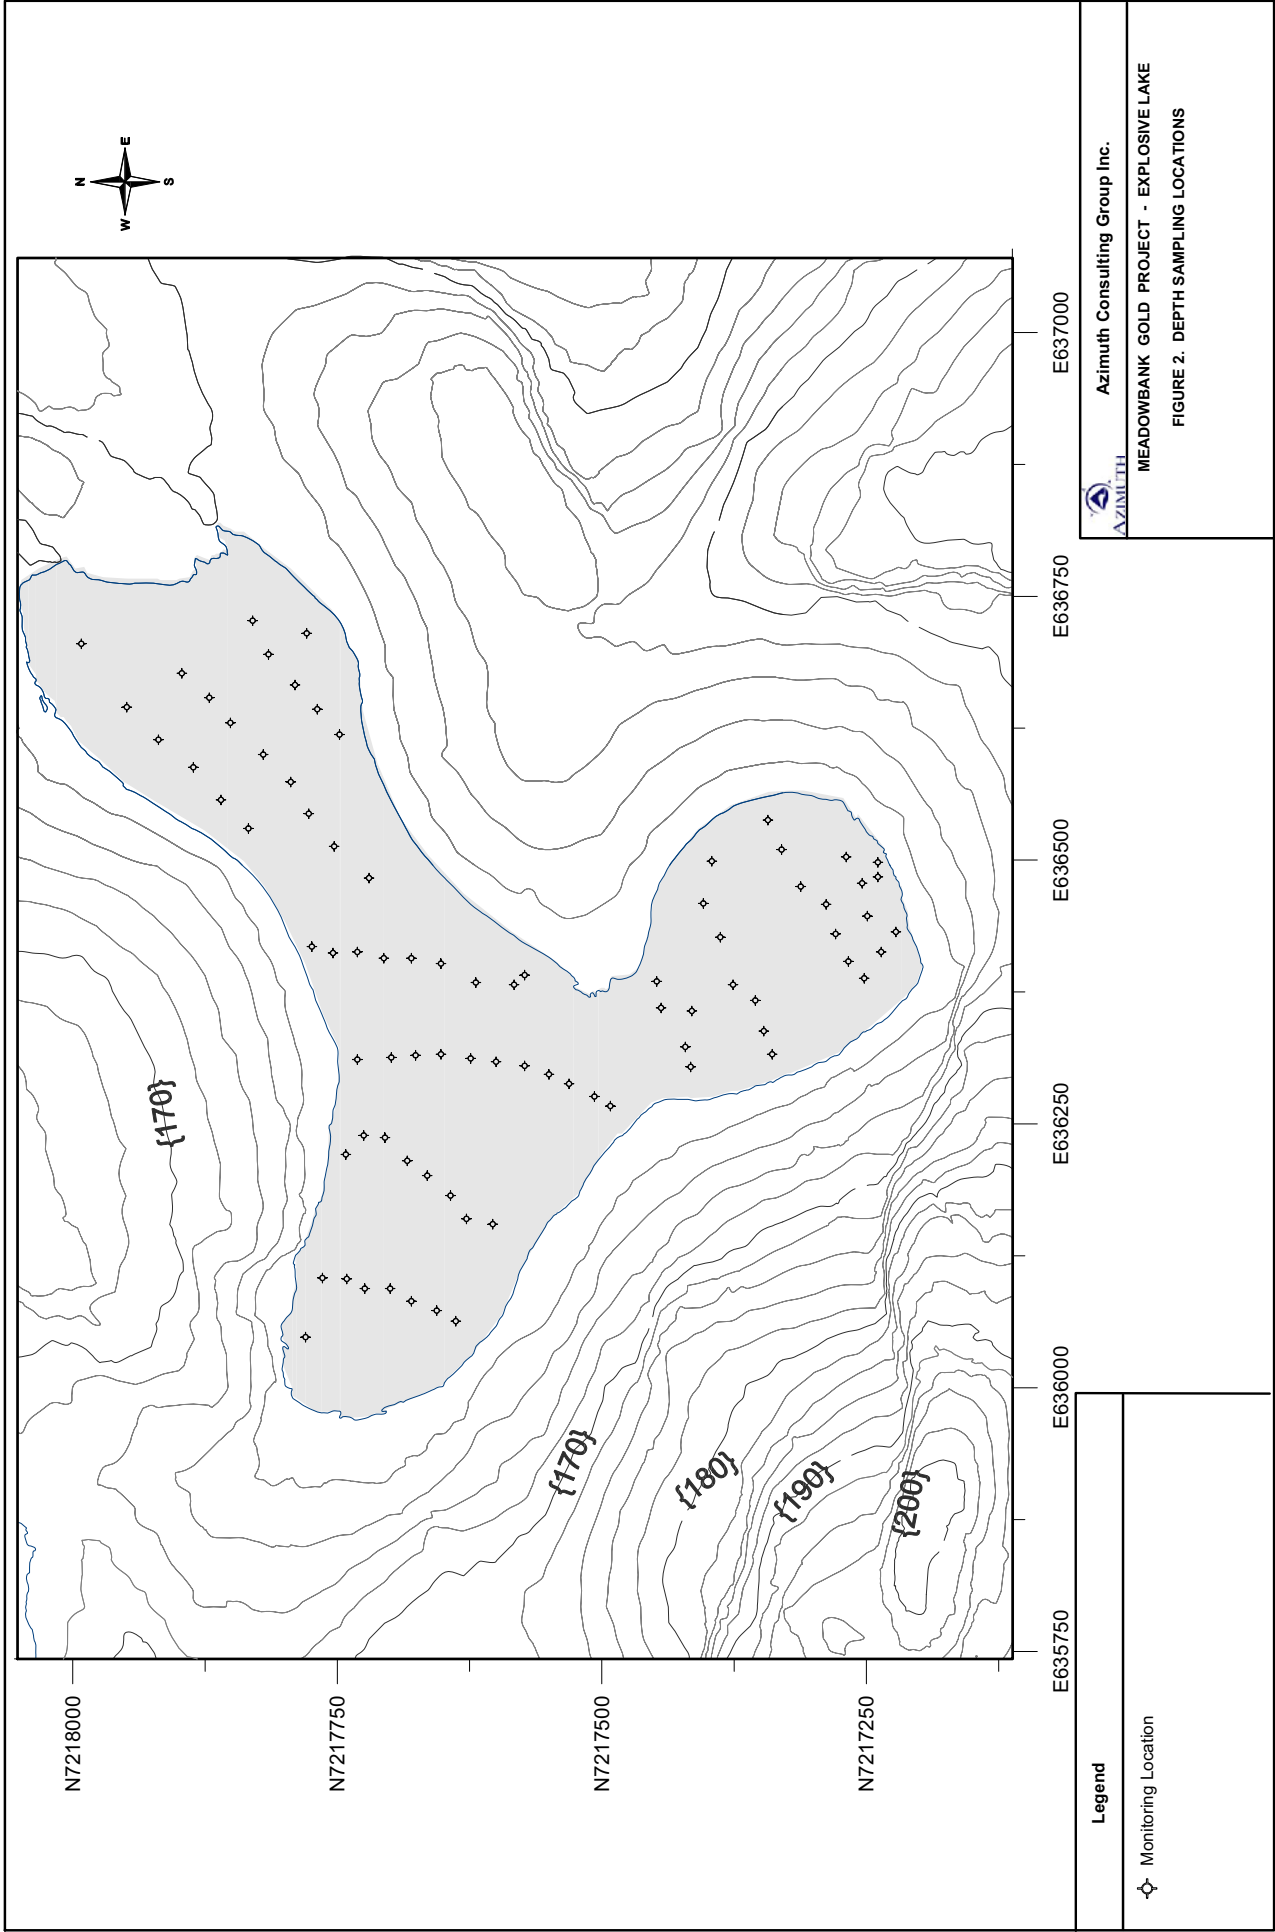 N
W
E
S
{170}
{170}
{180}
{190}
{200}
N7218000
N7217750
N7217500
N7217250
E635750
E636000
E636250
E636500
E636750
E637000
Legend
Monitoring Location
AZIMUTH
Azimuth Consulting Group Inc.
MEADOWBANK GOLD PROJECT - EXPLOSIVE LAKE
FIGURE 2. DEPTH SAMPLING LOCATIONS